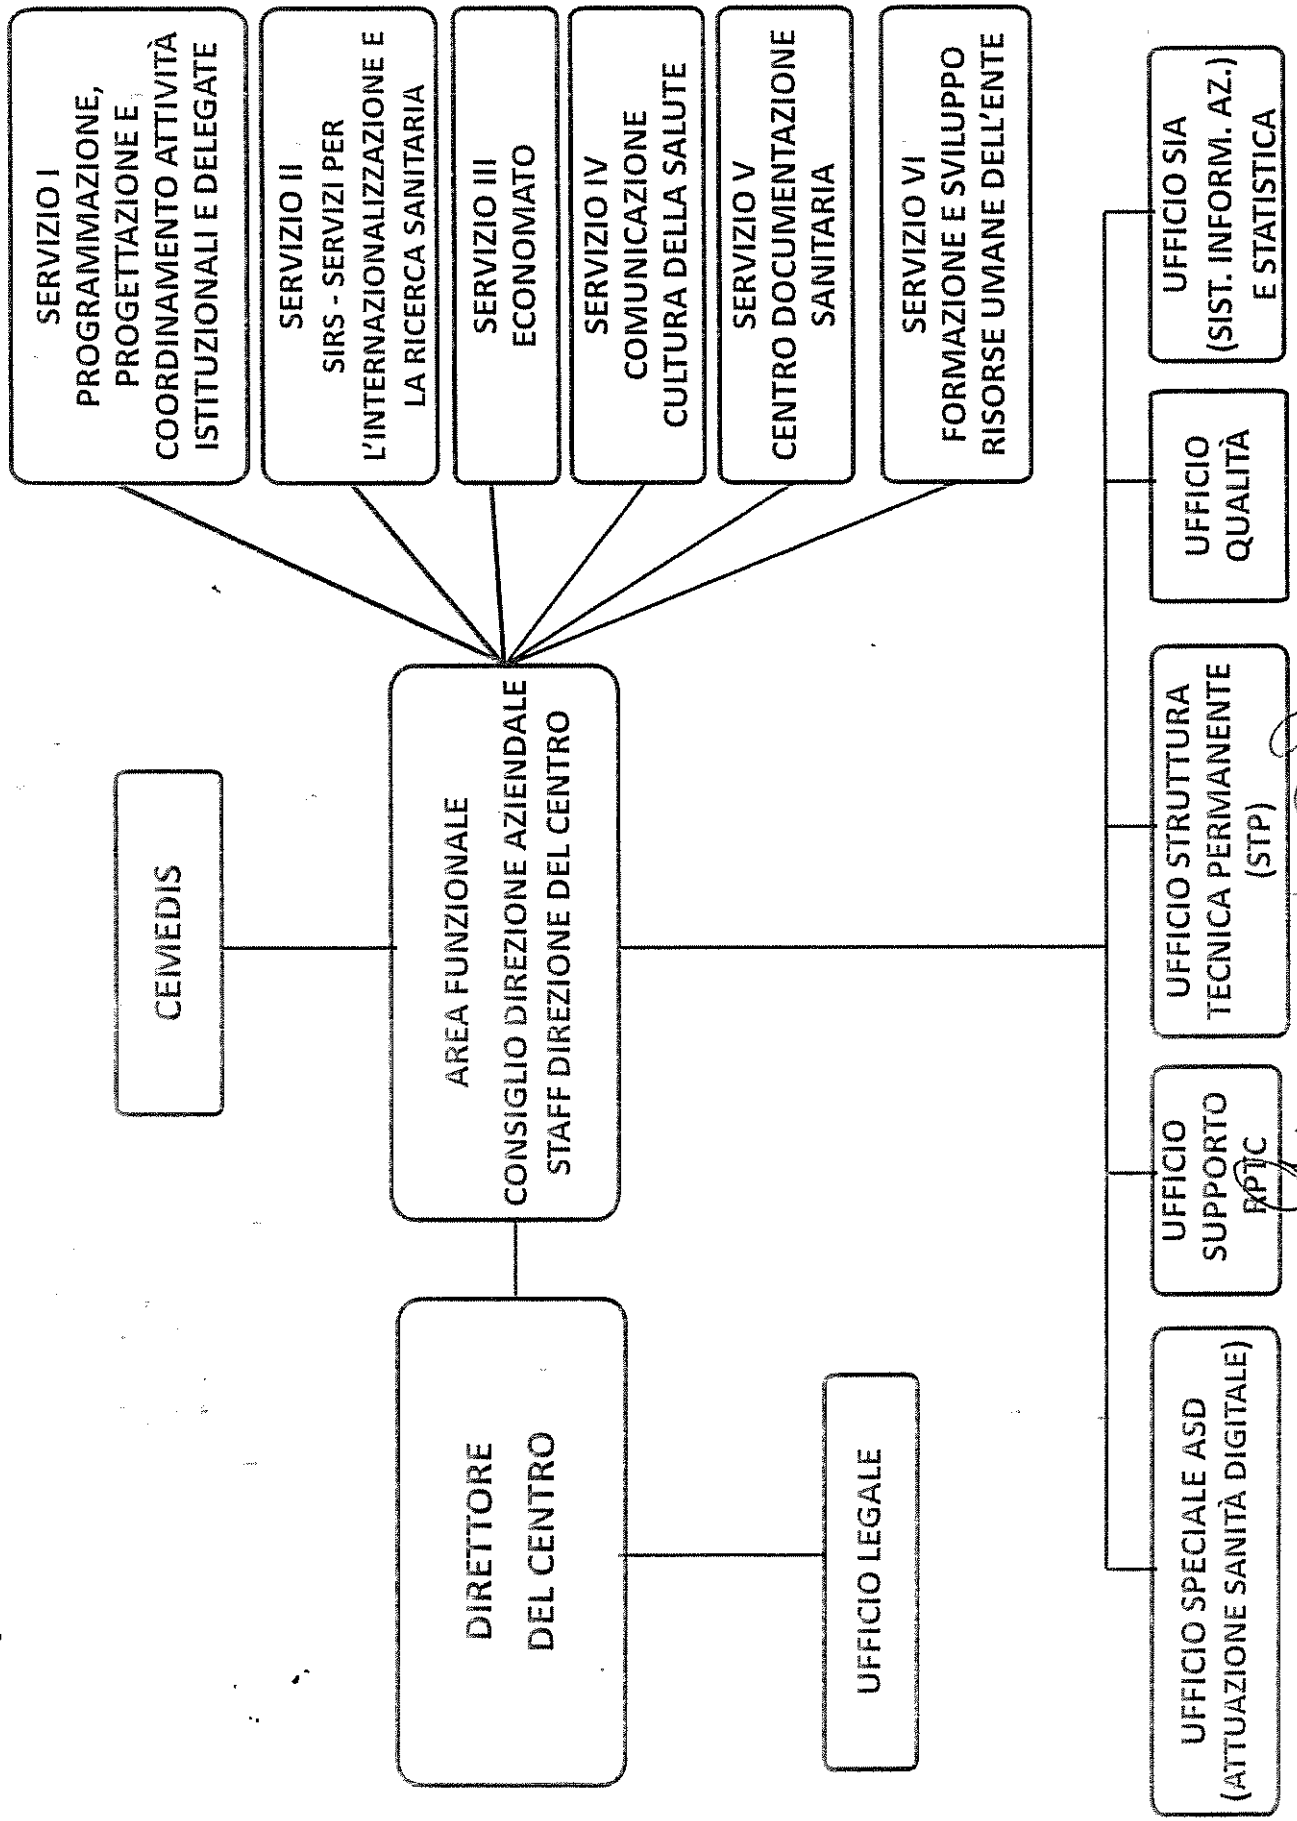 CEIMEDIS
DIRETTORE
DEL CENTRO
AREA FUNZIONALE
CONSIGLIO DIREZIONE AZIENDALE
STAFF DIREZIONE DEL CENTRO
UFFICIO LEGALE
SERVIZIO I
PROGRAMMAZIONE,
PROGETTAZIONE E
COORDINAMENTO ATTIVITÀ
ISTITUZIONALI E DELEGATE
SERVIZIO II
SIRS - SERVIZI PER
L'INTERNAZIONALIZZAZIONE E
LA RICERCA SANITARIA
SERVIZIO III
ECONOMATO
SERVIZIO IV
COMUNICAZIONE
CULTURA DELLA SALUTE
SERVIZIO V
CENTRO DOCUMENTAZIONE
SANITARIA
SERVIZIO VI
FORMAZIONE E SVILUPPO
RISORSE UMANE DELL'ENTE
UFFICIO SPECIALE ASD
(ATTUAZIONE SANITÀ DIGITALE)
UFFICIO
SUPPORTO
RPTC
UFFICIO STRUTTURA
TECNICA PERMANENTE
(STP)
UFFICIO
QUALITÀ
UFFICIO SIA
(SIST. INFORM. AZ.)
E STATISTICA